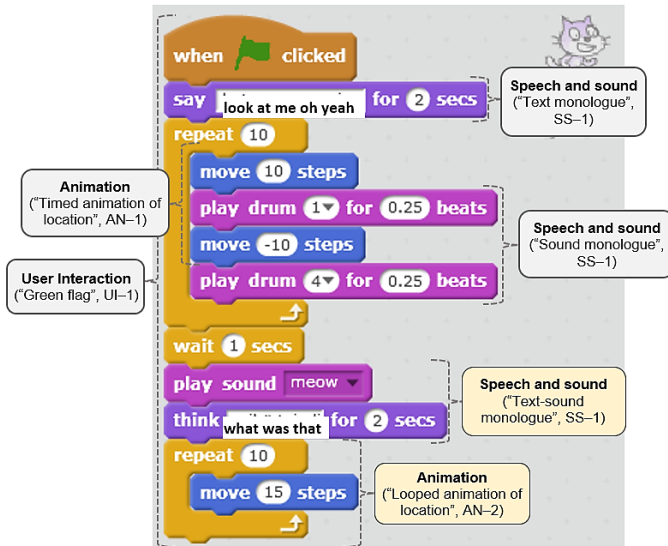 when clicked
say look at me oh yeah for 2 secs
Speech and sound
("Text monologue",
SS–1)
repeat 10
move 10 steps
Animation
("Timed animation of
location", AN–1)
play drum 1 for 0.25 beats
Speech and sound
("Sound monologue",
SS–1)
move -10 steps
User Interaction
("Green flag", UI–1)
play drum 4 for 0.25 beats
wait 1 secs
play sound meow
Speech and sound
("Text-sound
monologue", SS–1)
think what was that for 2 secs
repeat 10
move 15 steps
Animation
("Looped animation of
location", AN–2)